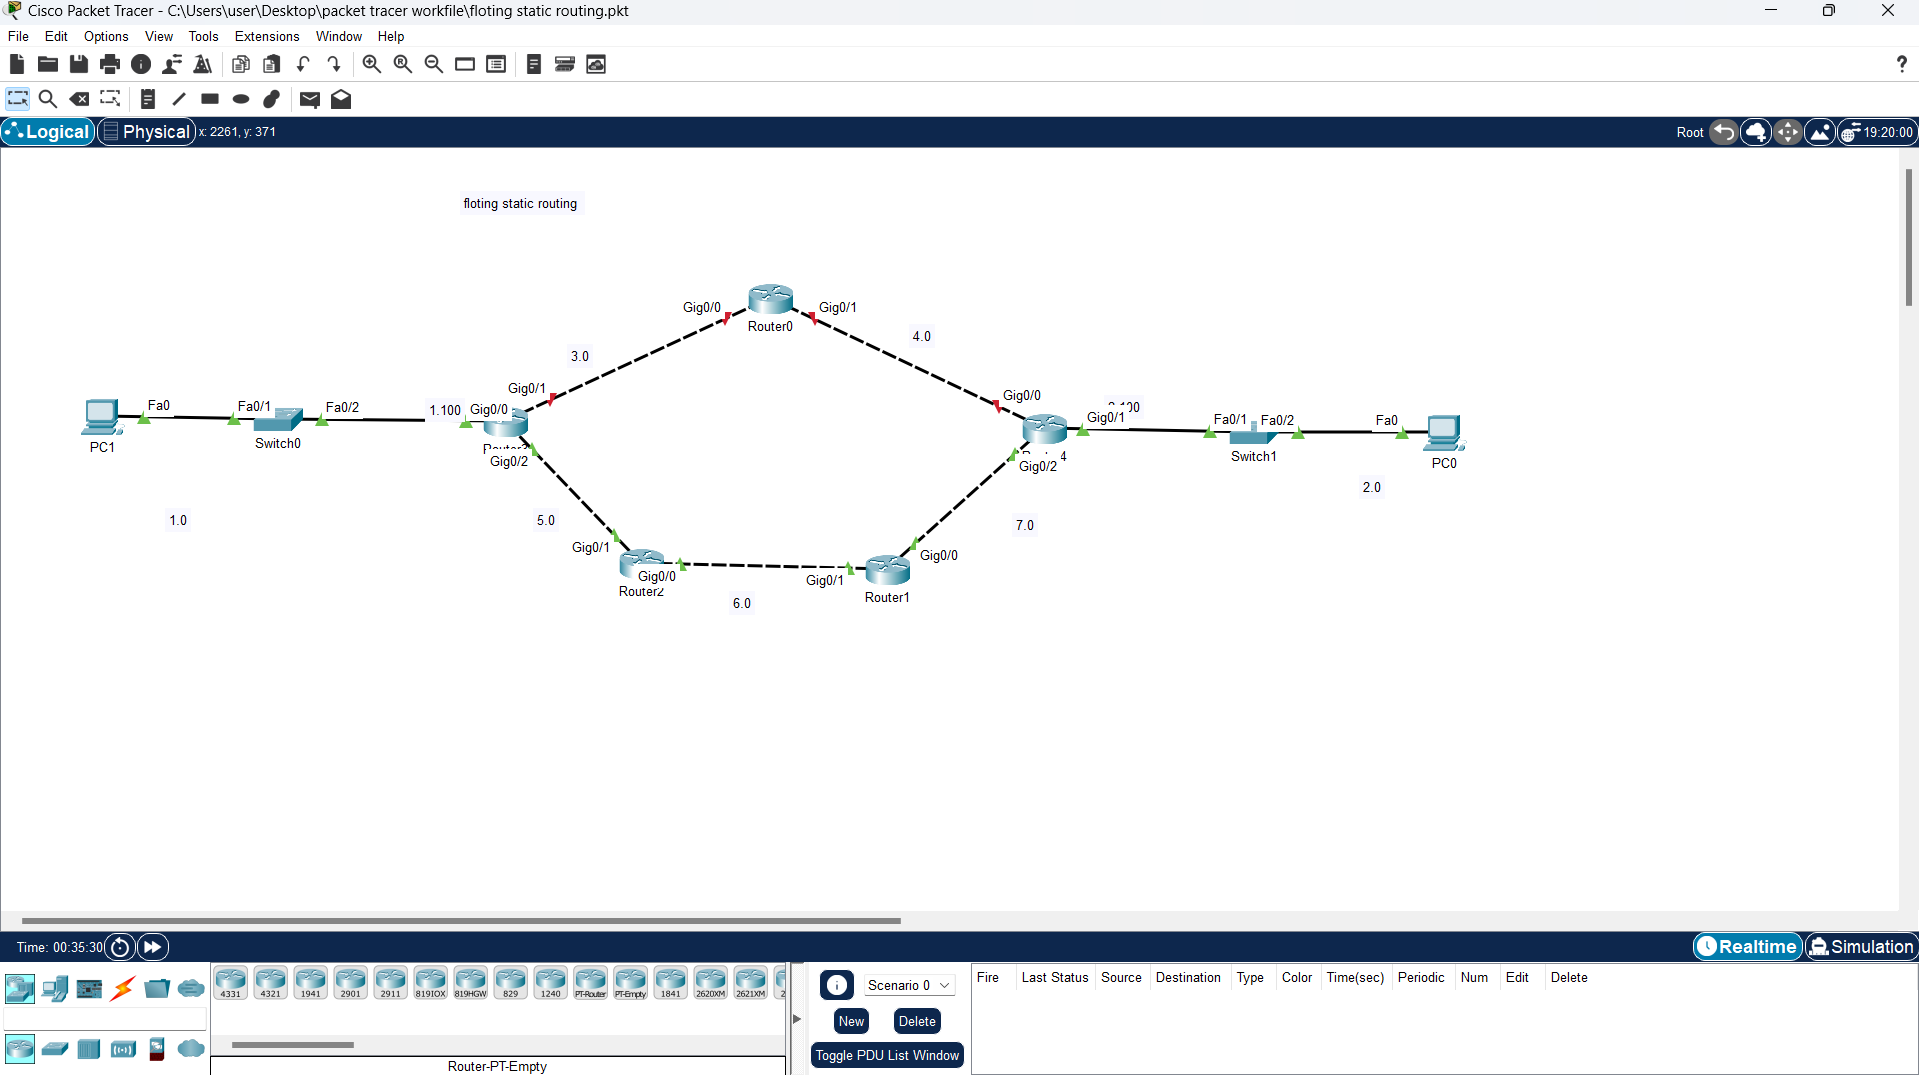 Cisco Packet Tracer - C:\Users\user\Desktop\packet tracer workfile\floting static routing.pkt
File Edit Options View Tools Extensions Window Help
Logical Physical x: 2261, y: 371 Root 19:20:00
floting static routing
Gig0/0 Gig0/1
Router0
4.0
3.0
Gig0/1 Gig0/0
Fa0 Fa0/1 Fa0/2 1.100 Gig0/0
Gig0/1 Fa0/1 Fa0/2 Fa0
PC1 Switch0
Gig0/2 Gig0/2 Switch1 PC0
2.0
1.0 5.0 7.0
Gig0/1 Gig0/0
Gig0/0 Gig0/1
Router2 Router1
6.0
Time: 00:35:30 Realtime Simulation
4331 4321 1941 2901 2911 819IOX 819HGW 829 1240 PT-Router PT-Empty 1841 2620XM 2621XM
Router-PT-Empty
Scenario 0
New Delete
Toggle PDU List Window
Fire Last Status Source Destination Type Color Time(sec) Periodic Num Edit Delete